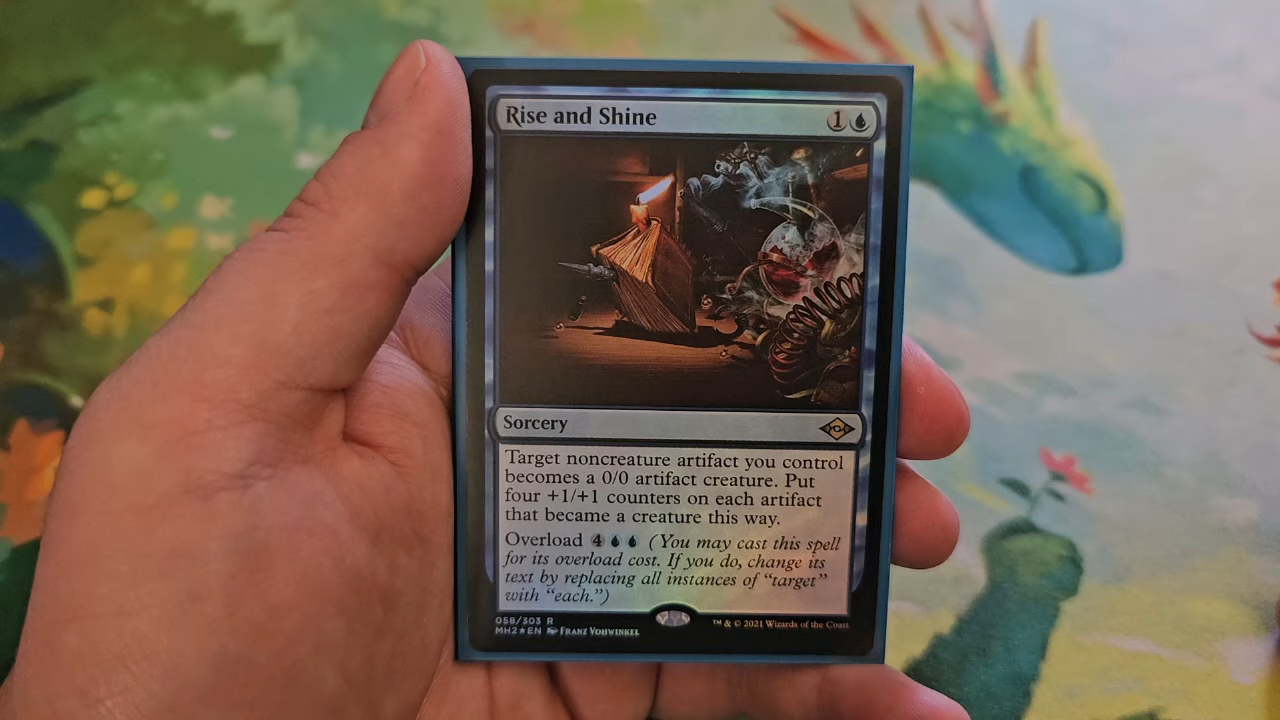 Rise and Shine 1
Sorcery
Target noncreature artifact you control
becomes a 0/0 artifact creature. Put
four +1/+1 counters on each artifact
that became a creature this way.
Overload 4 (You may cast this spell
for its overload cost. If you do, change its
text by replacing all instances of “target”
with “each.”)
058/303 R
MH2★EN Franz Vohwinkel
™ & © 2021 Wizards of the Coast